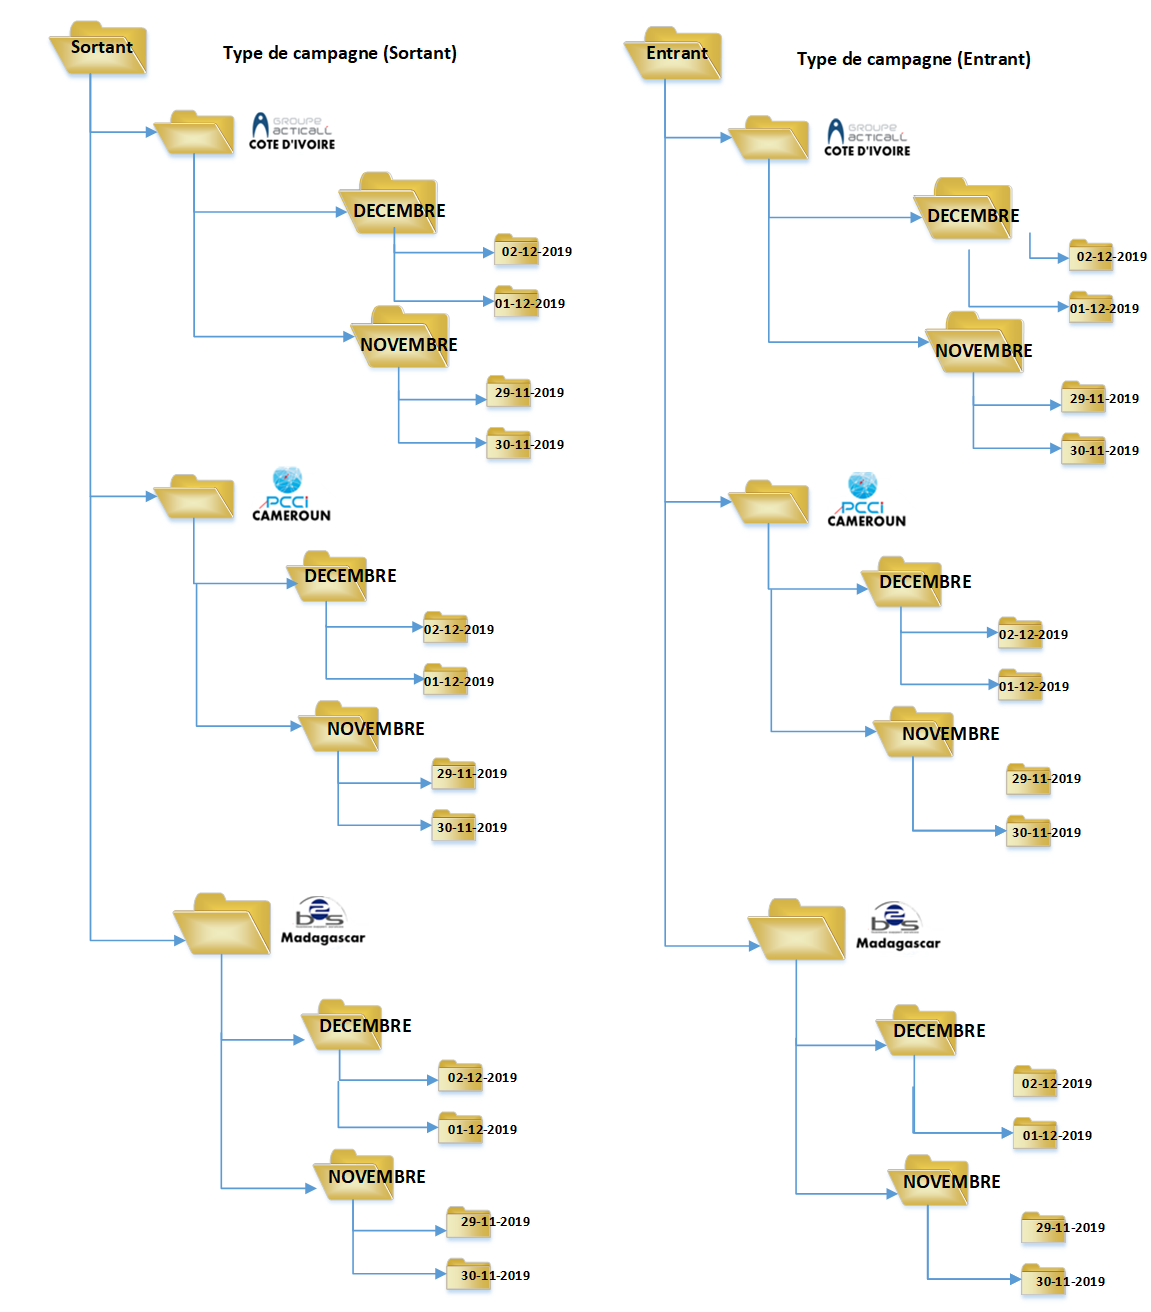 Sortant
Type de campagne (Sortant)
GROUPE
ACTICALL
COTE D'IVOIRE
DECEMBRE
02-12-2019
01-12-2019
NOVEMBRE
29-11-2019
30-11-2019
PCCi
CAMEROUN
DECEMBRE
02-12-2019
01-12-2019
NOVEMBRE
29-11-2019
30-11-2019
b2s
Madagascar
DECEMBRE
02-12-2019
01-12-2019
NOVEMBRE
29-11-2019
30-11-2019
Entrant
Type de campagne (Entrant)
GROUPE
ACTICALL
COTE D'IVOIRE
DECEMBRE
02-12-2019
01-12-2019
NOVEMBRE
29-11-2019
30-11-2019
PCCi
CAMEROUN
DECEMBRE
02-12-2019
01-12-2019
NOVEMBRE
29-11-2019
30-11-2019
b2s
Madagascar
DECEMBRE
02-12-2019
01-12-2019
NOVEMBRE
29-11-2019
30-11-2019